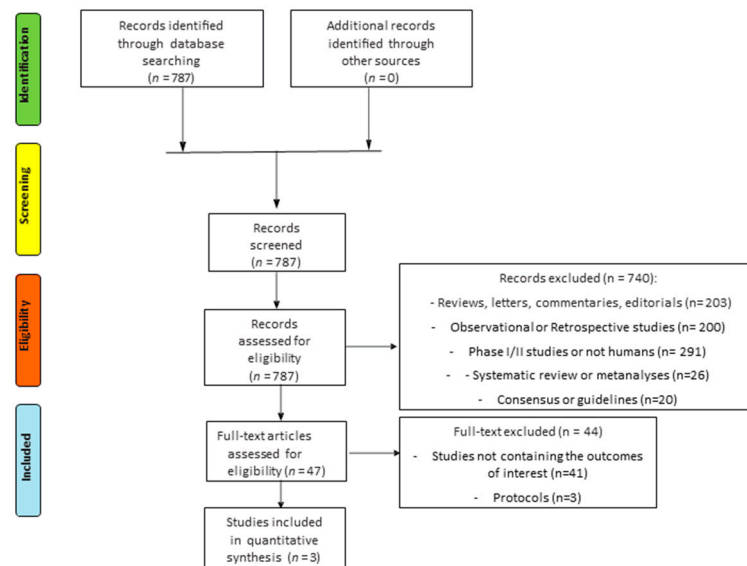 Identification
Records identified
through database
searching
(n = 787)
Additional records
identified through
other sources
(n = 0)
Screening
Records
screened
(n = 787)
Eligibility
Records
assessed for
eligibility
(n = 787)
Records excluded (n = 740):
- Reviews, letters, commentaries, editorials (n=203)
- Observational or Retrospective studies (n= 200)
- Phase I/II studies or not humans (n= 291)
- - Systematic review or metanalyses (n=26)
- Consensus or guidelines (n=20)
Included
Full-text articles
assessed for
eligibility (n = 47)
Full-text excluded (n = 44)
- Studies not containing the outcomes
of interest (n=41)
- Protocols (n=3)
Studies included
in quantitative
synthesis (n = 3)